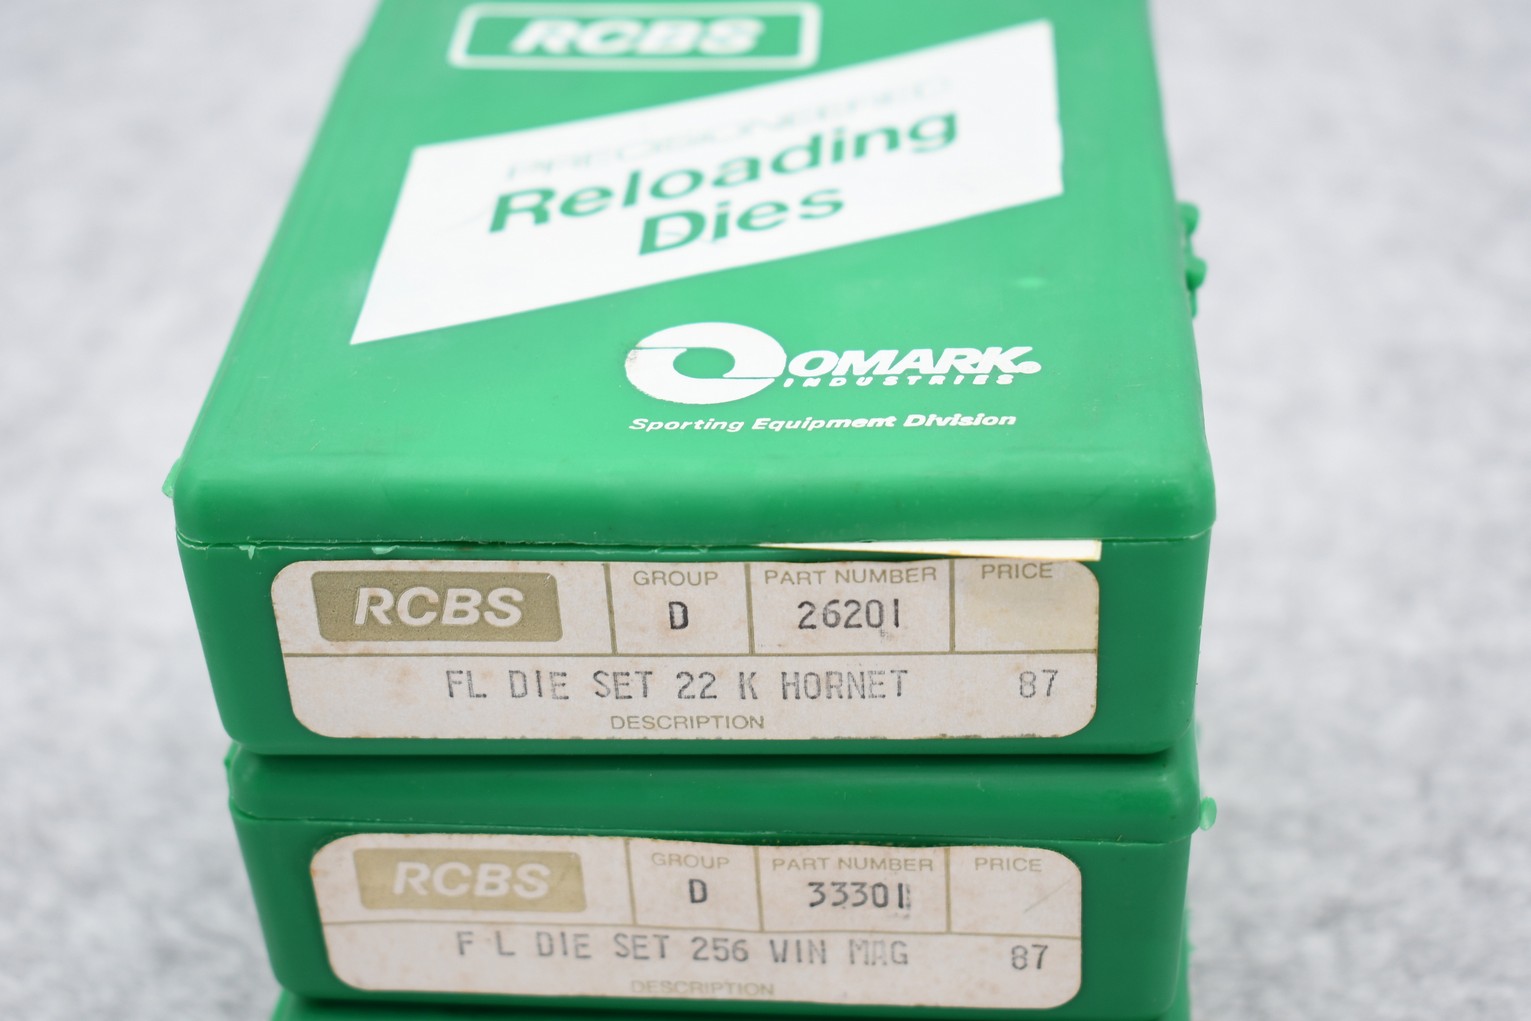 RCBS
PRECISIONEERED
Reloading
Dies
OMARK
INDUSTRIES
Sporting Equipment Division
RCBS GROUP PART NUMBER PRICE
D 26201
FL DIE SET 22 K HORNET 87
DESCRIPTION
RCBS GROUP PART NUMBER PRICE
D 33301
F L DIE SET 256 WIN MAG 87
DESCRIPTION